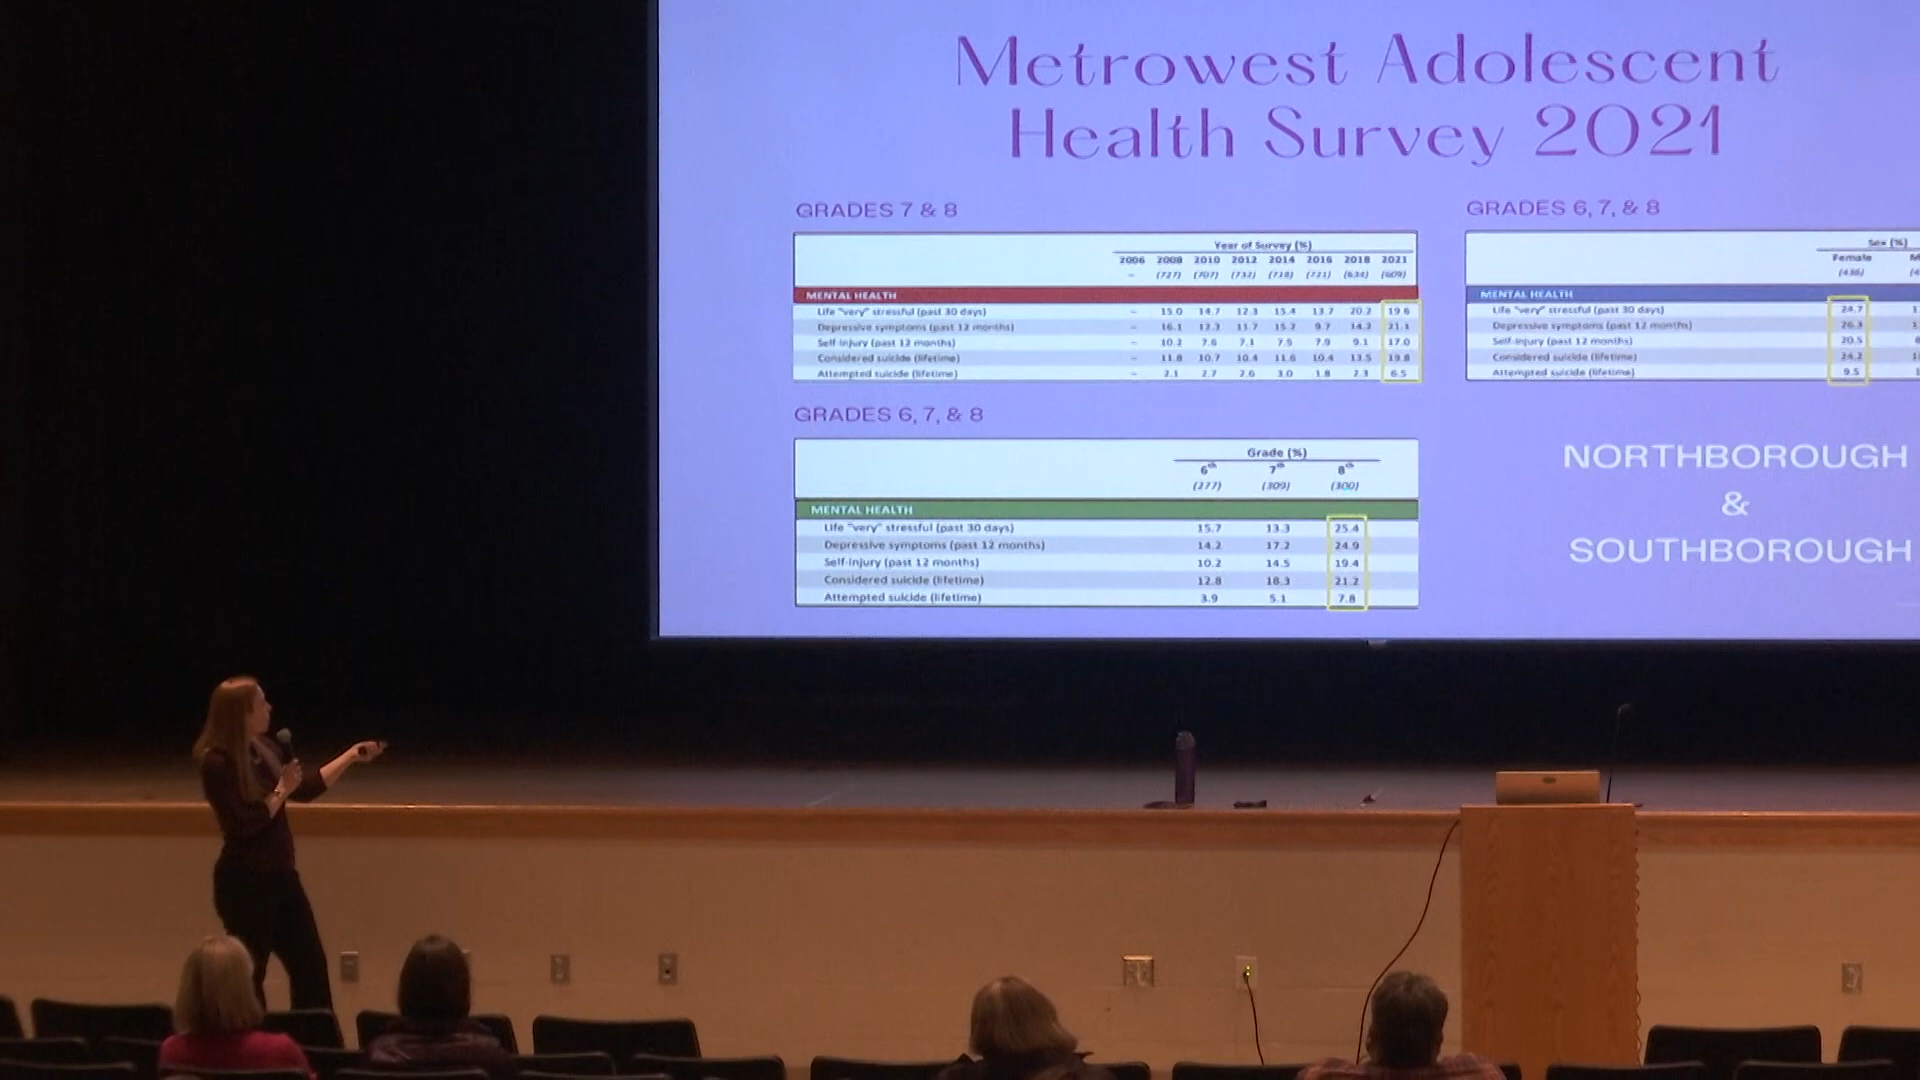 Metrowest Adolescent
Health Survey 2021
GRADES 7 & 8
Year of Survey (%)
2006 2008 2010 2012 2014 2016 2018 2021
– (727) (707) (732) (718) (721) (634) (609)
MENTAL HEALTH
Life "very" stressful (past 30 days) – 15.0 14.7 12.3 15.4 13.7 20.2 19.6
Depressive symptoms (past 12 months) – 16.1 12.3 11.7 15.2 9.7 14.2 21.1
Self-injury (past 12 months) – 10.2 7.6 7.1 7.9 7.9 9.1 17.0
Considered suicide (lifetime) – 11.8 10.7 10.4 11.6 10.4 13.5 19.8
Attempted suicide (lifetime) – 2.1 2.7 2.6 3.0 1.8 2.3 6.5
GRADES 6, 7, & 8
Sex (%)
Female
(436)
MENTAL HEALTH
Life "very" stressful (past 30 days) 24.7
Depressive symptoms (past 12 months) 26.3
Self-injury (past 12 months) 20.5
Considered suicide (lifetime) 24.2
Attempted suicide (lifetime) 9.5
GRADES 6, 7, & 8
Grade (%)
6th 7th 8th
(277) (309) (300)
MENTAL HEALTH
Life "very" stressful (past 30 days) 15.7 13.3 25.4
Depressive symptoms (past 12 months) 14.2 17.2 24.9
Self-injury (past 12 months) 10.2 14.5 19.4
Considered suicide (lifetime) 12.8 18.3 21.2
Attempted suicide (lifetime) 3.9 5.1 7.8
NORTHBOROUGH
&
SOUTHBOROUGH